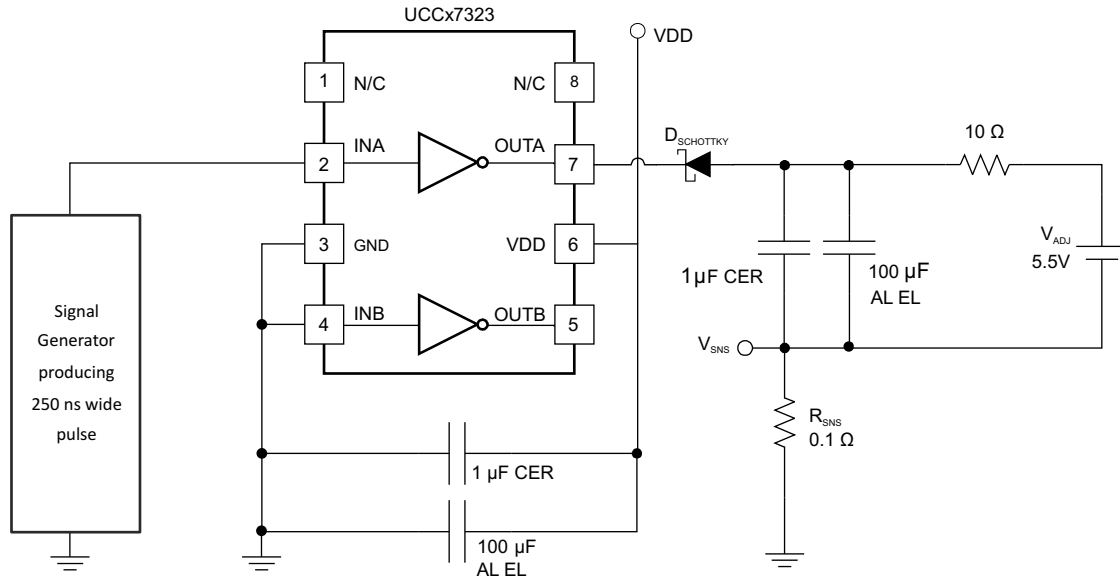 UCCx7323
VDD
1 N/C N/C 8
D SCHOTTKY
10 Ω
2 INA OUTA 7
3 GND VDD 6
VADJ
5.5V
1µF CER
100 µF
AL EL
4 INB OUTB 5
VSNS
Signal
Generator
producing
250 ns wide
pulse
RSNS
0.1 Ω
1 µF CER
100 µF
AL EL